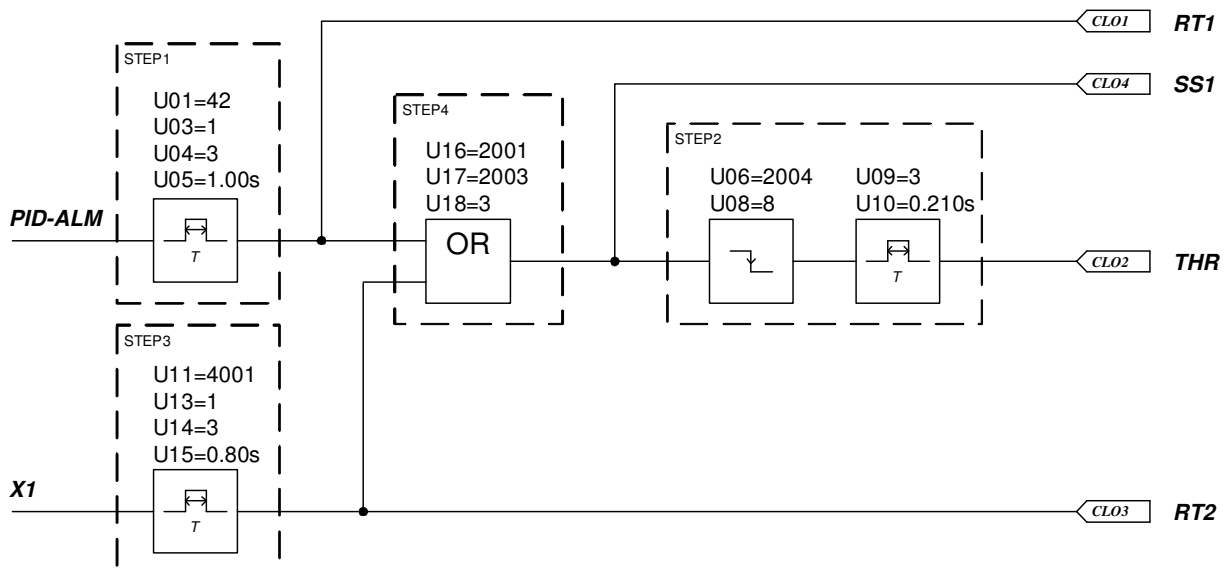 CLO1 RT1
STEP1
CLO4 SS1
U01=42
U03=1
U04=3
U05=1.00s
PID-ALM
T
STEP4
U16=2001
U17=2003
U18=3
OR
STEP2
U06=2004
U08=8
U09=3
U10=0.210s
T
CLO2 THR
STEP3
U11=4001
U13=1
U14=3
U15=0.80s
X1
T
CLO3 RT2